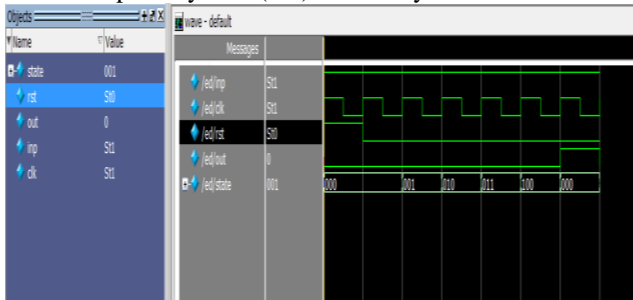 Objects
Name Value
state 001
rst St0
out 0
inp St1
clk St1
wave - default
Messages
/ed/inp St1
/ed/clk St1
/ed/rst St0
/ed/out 0
/ed/state 001 000 001 010 011 100 000